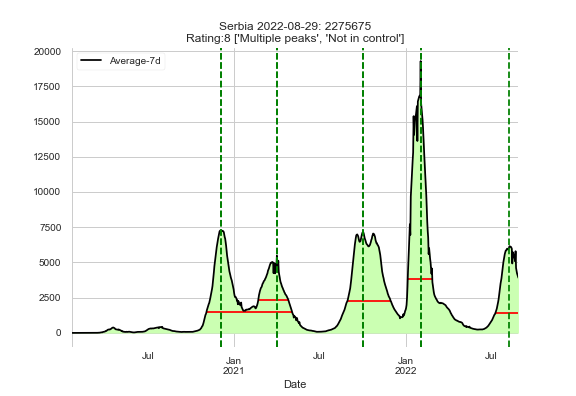 Serbia 2022-08-29: 2275675
Rating:8 ['Multiple peaks', 'Not in control']
Average-7d
20000
17500
15000
12500
10000
7500
5000
2500
0
Jul
Jan
2021
Jul
Jan
2022
Jul
Date